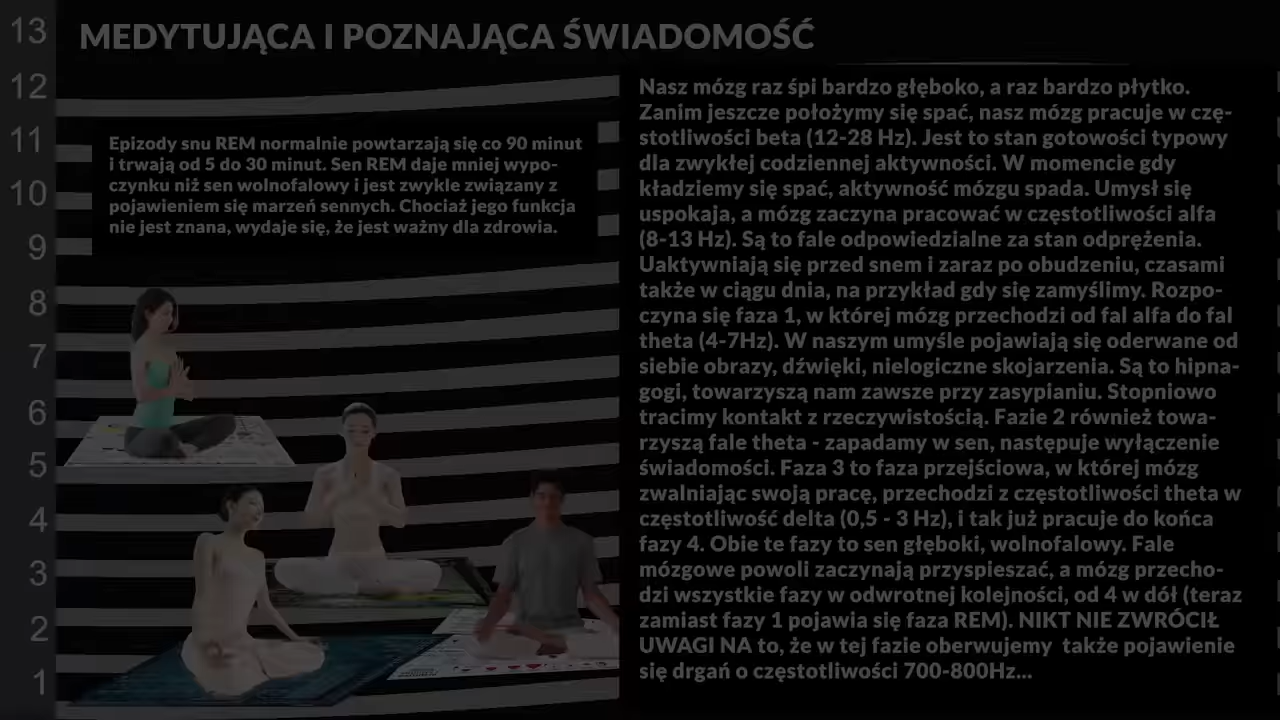 13
MEDYTUJĄCA I POZNAJĄCA ŚWIADOMOŚĆ
12
11
10
9
8
7
6
5
4
3
2
1
Epizody snu REM normalnie powtarzają się co 90 minut
i trwają od 5 do 30 minut. Sen REM daje mniej wypo-
czynku niż sen wolnofalowy i jest zwykle związany z
pojawieniem się marzeń sennych. Chociaż jego funkcja
nie jest znana, wydaje się, że jest ważny dla zdrowia.
Nasz mózg raz śpi bardzo głęboko, a raz bardzo płytko.
Zanim jeszcze położymy się spać, nasz mózg pracuje w czę-
stotliwości beta (12-28 Hz). Jest to stan gotowości typowy
dla zwykłej codziennej aktywności. W momencie gdy
kładziemy się spać, aktywność mózgu spada. Umysł się
uspokaja, a mózg zaczyna pracować w częstotliwości alfa
(8-13 Hz). Są to fale odpowiedzialne za stan odprężenia.
Uaktywniają się przed snem i zaraz po obudzeniu, czasami
także w ciągu dnia, na przykład gdy się zamyślimy. Rozpo-
czyna się faza 1, w której mózg przechodzi od fal alfa do fal
theta (4-7Hz). W naszym umyśle pojawiają się oderwane od
siebie obrazy, dźwięki, nielogiczne skojarzenia. Są to hipna-
gogi, towarzyszą nam zawsze przy zasypianiu. Stopniowo
tracimy kontakt z rzeczywistością. Fazie 2 również towa-
rzyszą fale theta - zapadamy w sen, następuje wyłączenie
świadomości. Faza 3 to faza przejściowa, w której mózg
zwalniając swoją pracę, przechodzi z częstotliwości theta w
częstotliwość delta (0,5 - 3 Hz), i tak już pracuje do końca
fazy 4. Obie te fazy to sen głęboki, wolnofalowy. Fale
mózgowe powoli zaczynają przyspieszać, a mózg przecho-
dzi wszystkie fazy w odwrotnej kolejności, od 4 w dół (teraz
zamiast fazy 1 pojawia się faza REM). NIKT NIE ZWRÓCIŁ
UWAGI NA to, że w tej fazie oberwujemy  także pojawienie
się drgań o częstotliwości 700-800Hz...